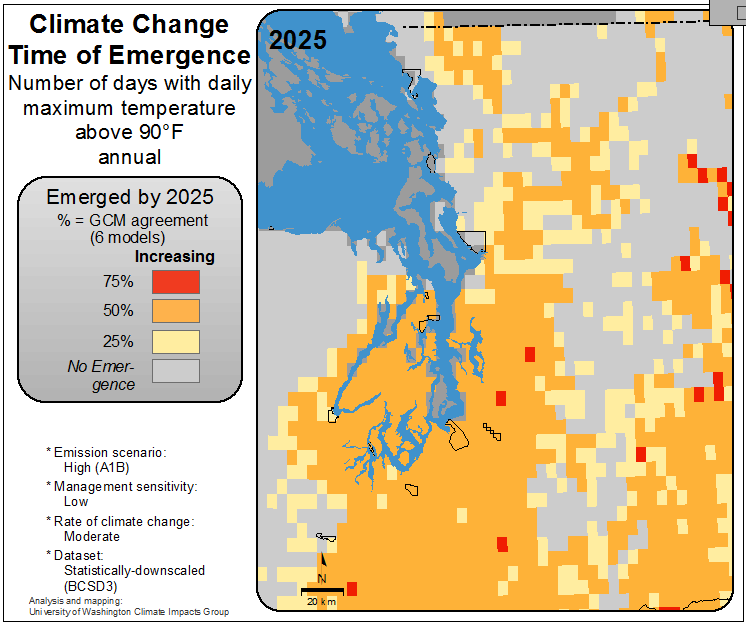 Climate Change
Time of Emergence
Number of days with daily
maximum temperature
above 90°F
annual
2025
Emerged by 2025
% = GCM agreement
(6 models)
Increasing
75%
50%
25%
No Emer-
gence
* Emission scenario:
High (A1B)
* Management sensitivity:
Low
* Rate of climate change:
Moderate
* Dataset:
Statistically-downscaled
(BCSD3)
Analysis and mapping:
University of Washington Climate Impacts Group
N
20 km